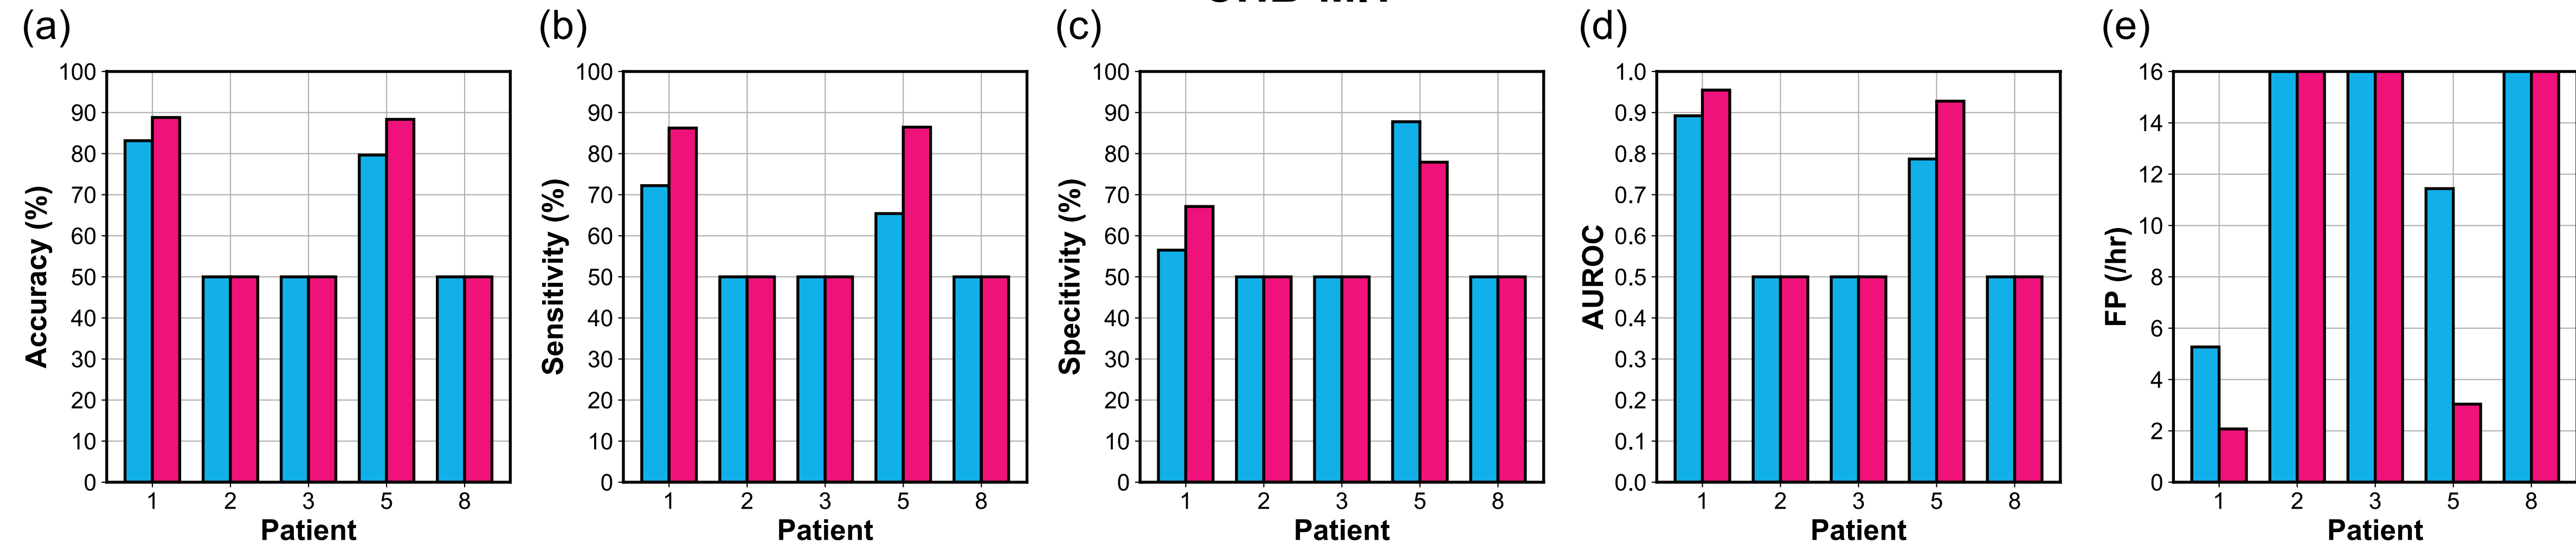 (a)
(b)
(c)
(d)
(e)
Accuracy (%)
100
90
80
70
60
50
40
30
20
10
0
1 2 3 5 8
Patient
Sensitivity (%)
100
90
80
70
60
50
40
30
20
10
0
1 2 3 5 8
Patient
Specitivity (%)
100
90
80
70
60
50
40
30
20
10
0
1 2 3 5 8
Patient
AUROC
1.0
0.9
0.8
0.7
0.6
0.5
0.4
0.3
0.2
0.1
0.0
1 2 3 5 8
Patient
FP (/hr)
16
14
12
10
8
6
4
2
0
1 2 3 5 8
Patient